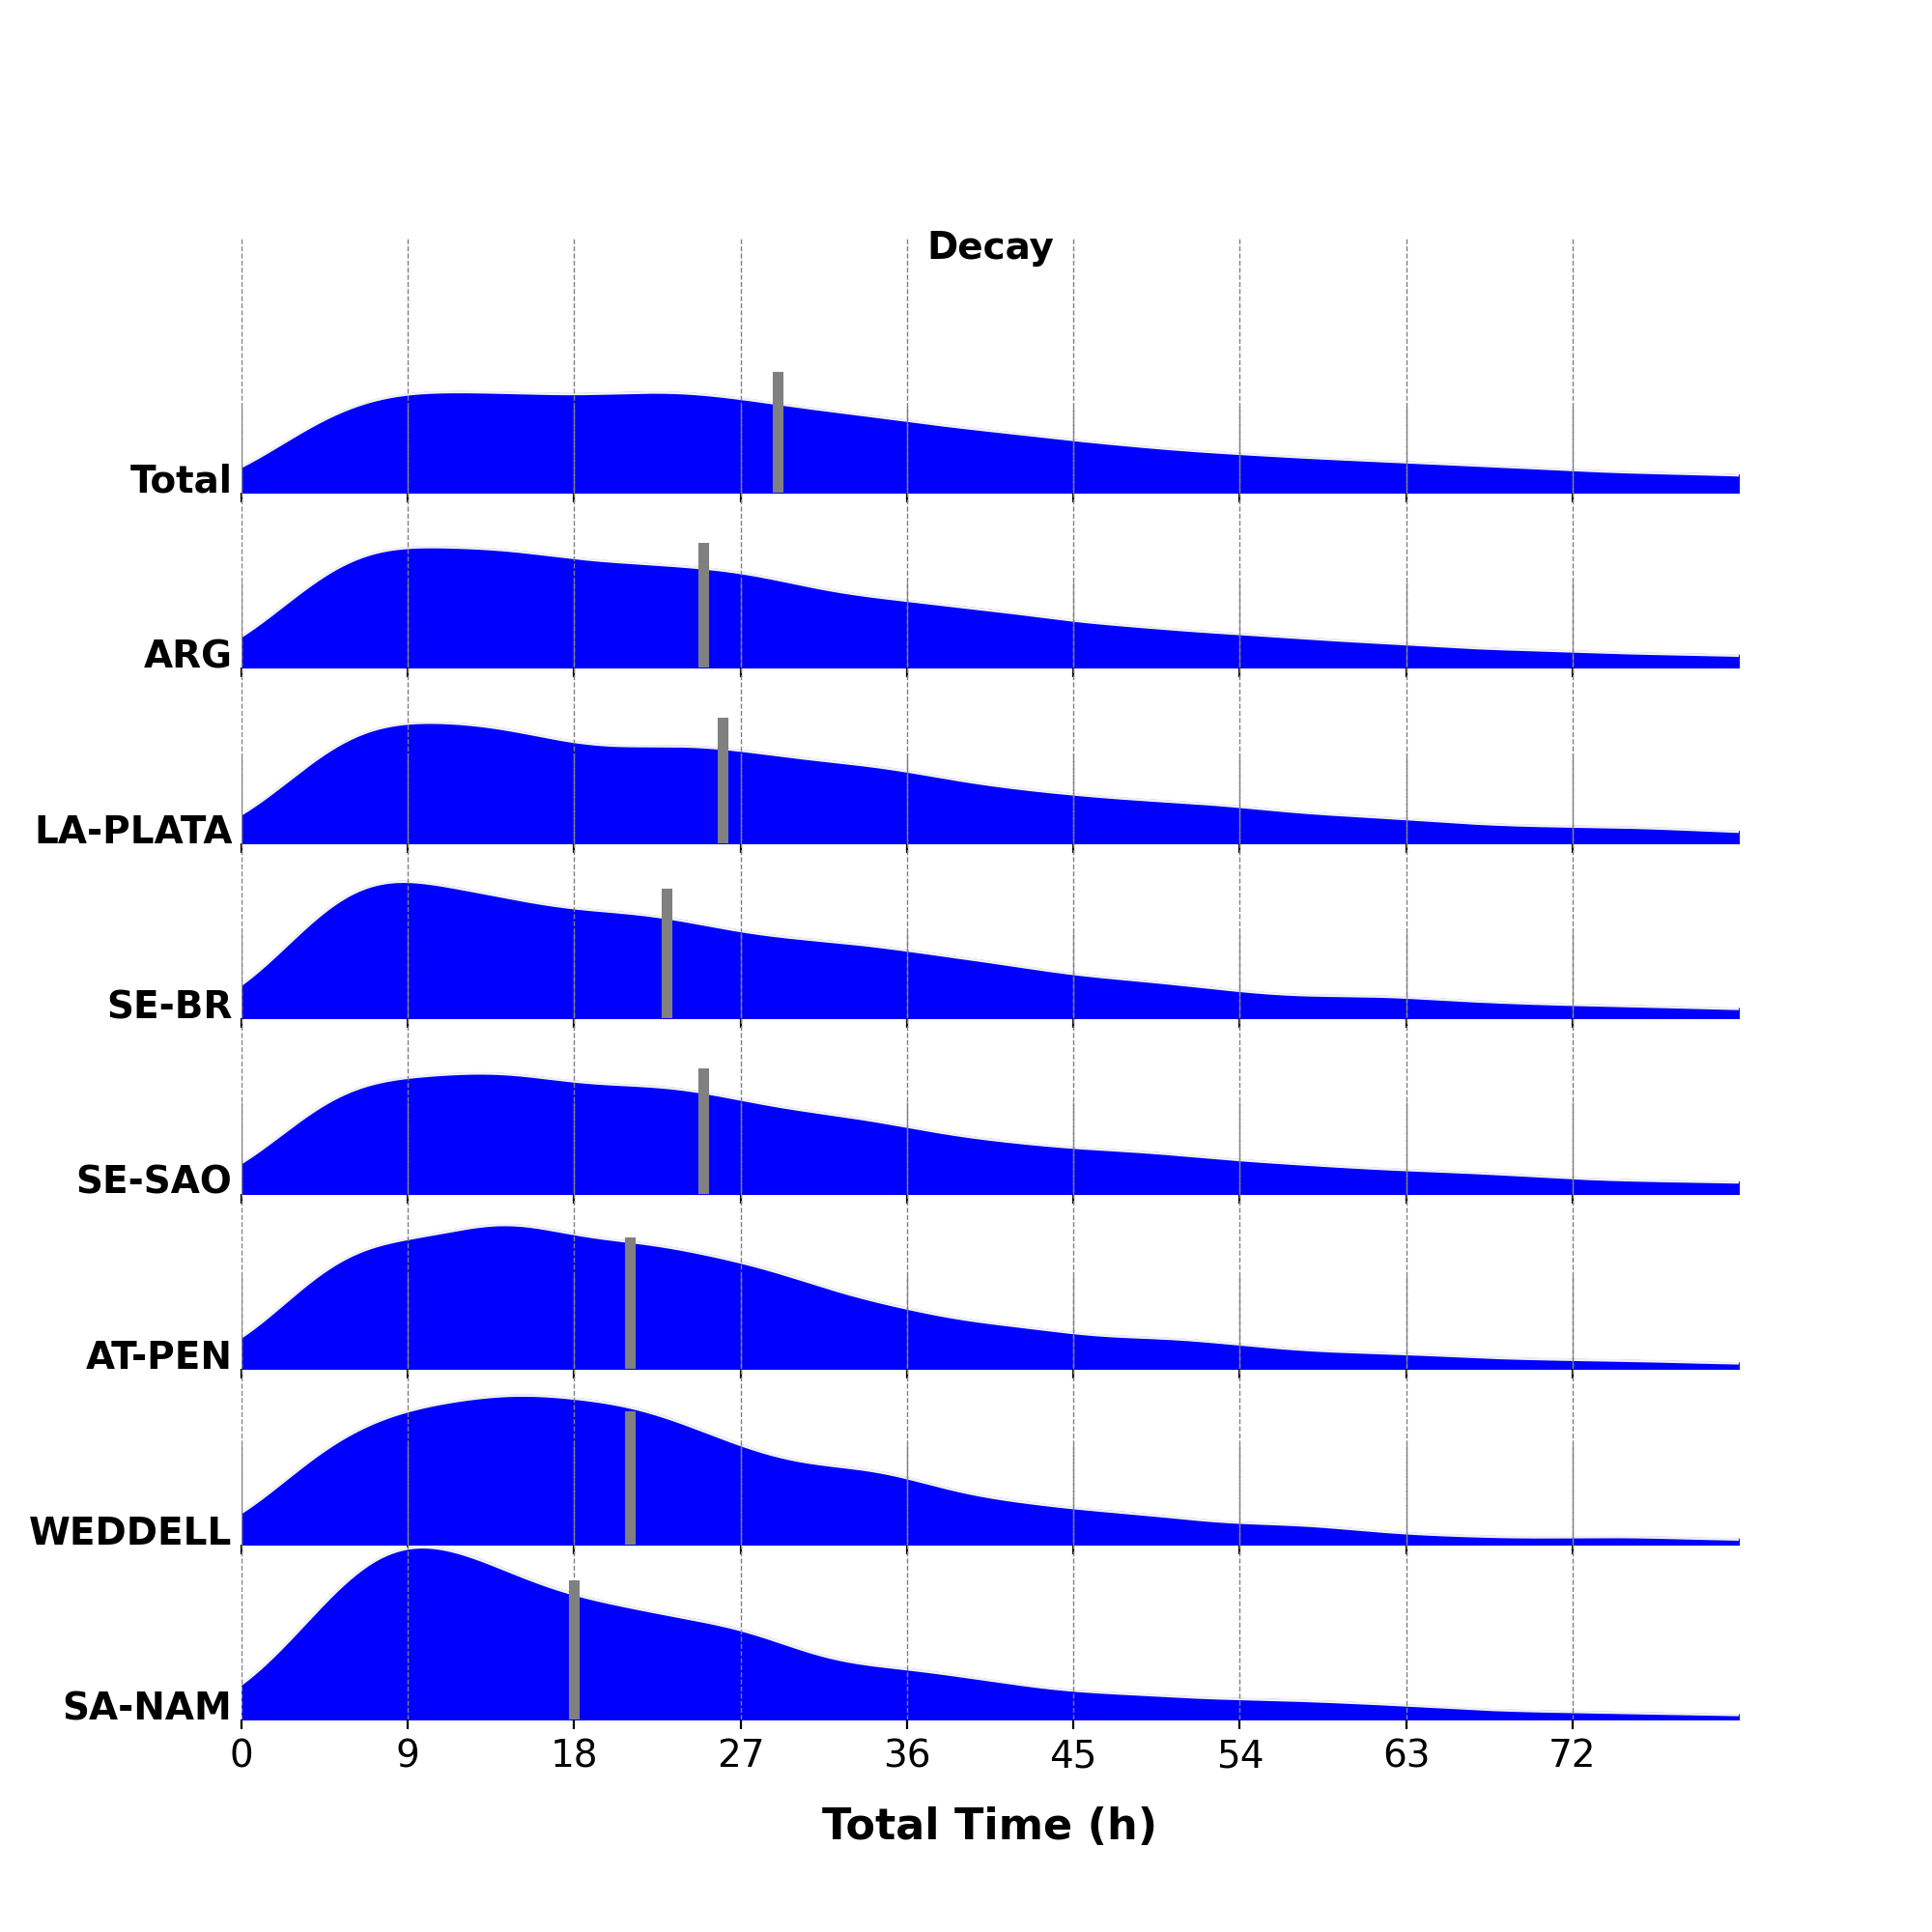 Decay
Total
ARG
LA-PLATA
SE-BR
SE-SAO
AT-PEN
WEDDELL
SA-NAM
0 9 18 27 36 45 54 63 72
Total Time (h)